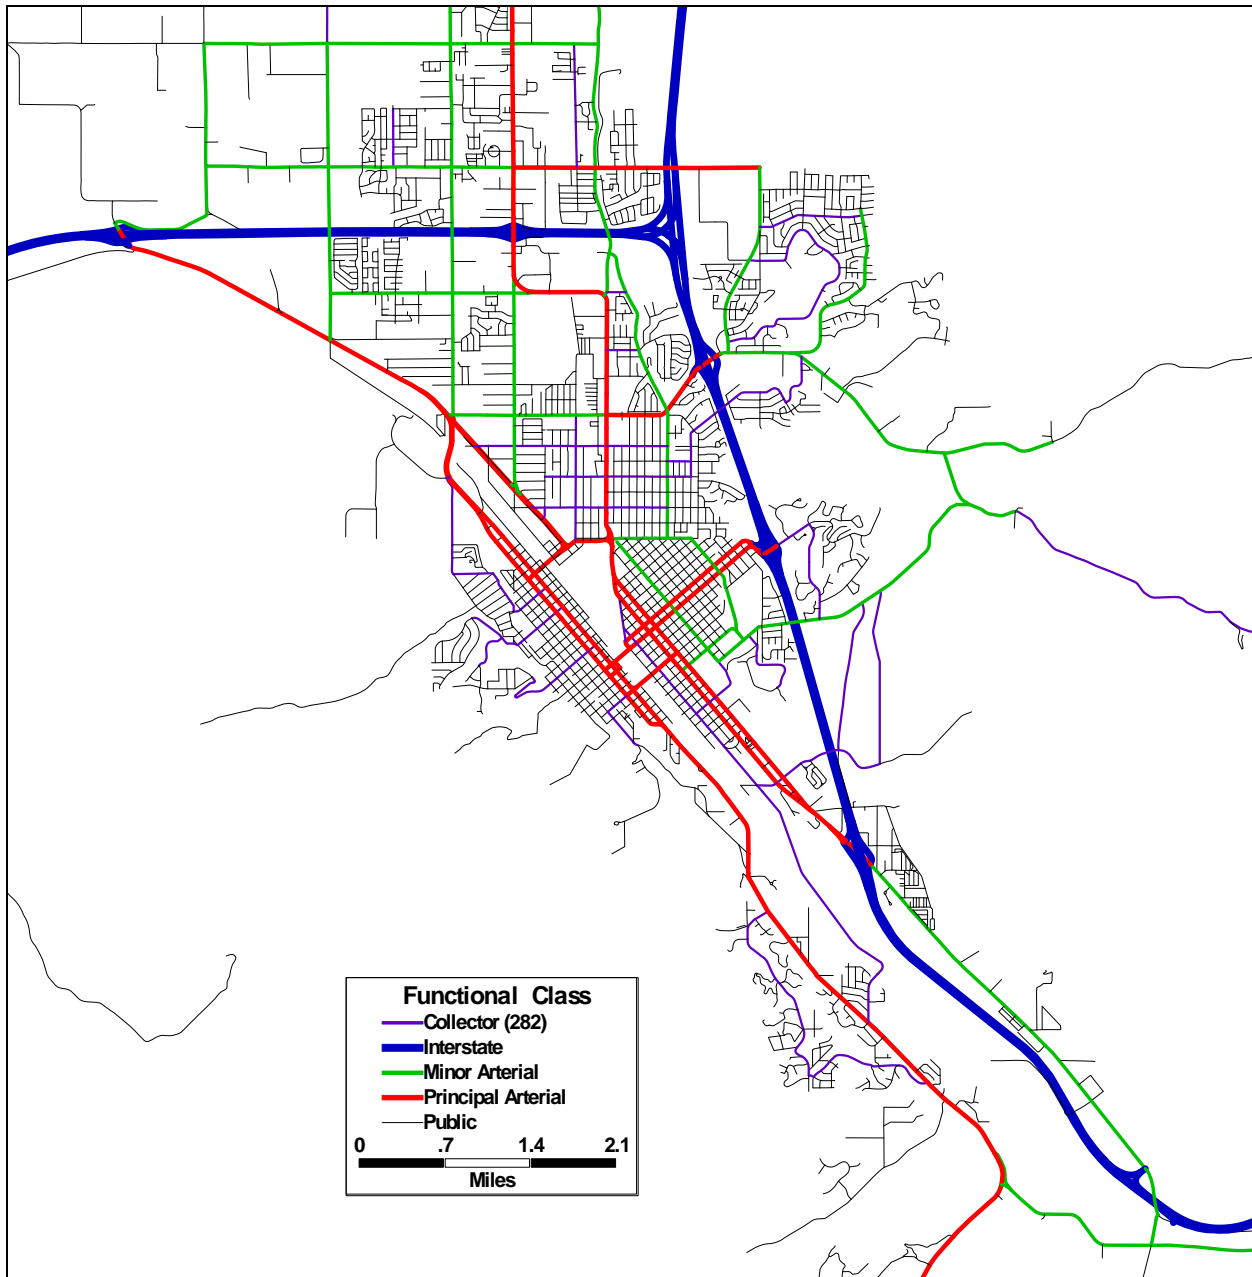 Functional Class
Collector (282)
Interstate
Minor Arterial
Principal Arterial
Public
0 .7 1.4 2.1
Miles